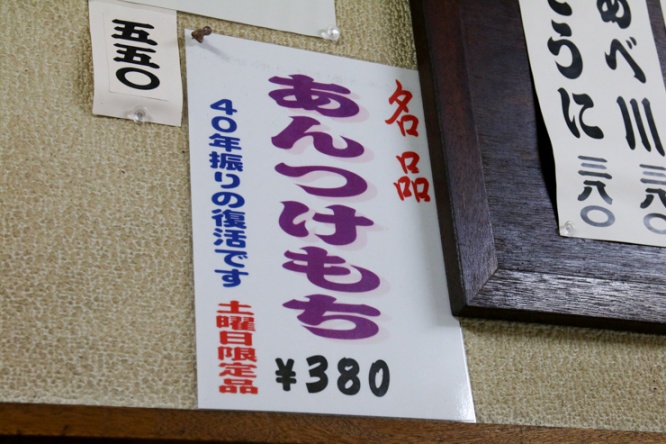 名品
あんつけもち
40年振りの復活です
土曜日限定品
¥380
五五〇
べ川
三八〇
うに
三八〇